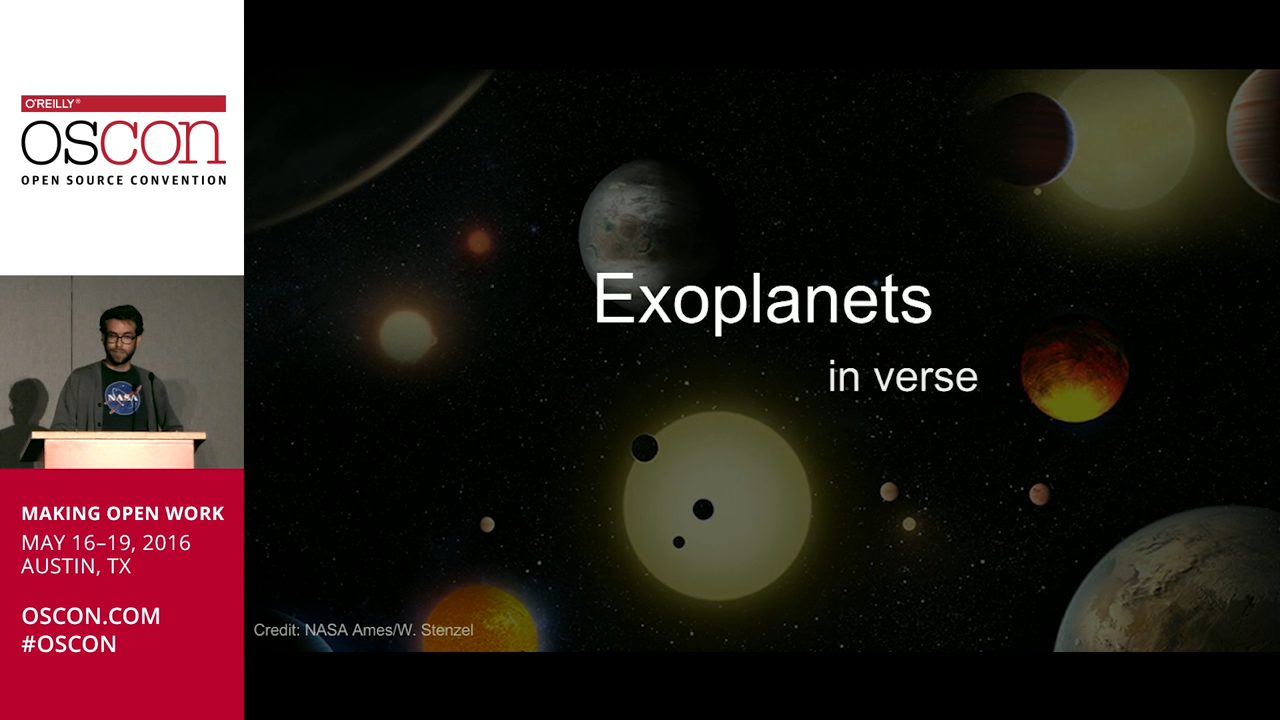 O'REILLY®
OSCON
OPEN SOURCE CONVENTION
NASA
MAKING OPEN WORK
MAY 16–19, 2016
AUSTIN, TX
OSCON.COM
#OSCON
Exoplanets
in verse
Credit: NASA Ames/W. Stenzel